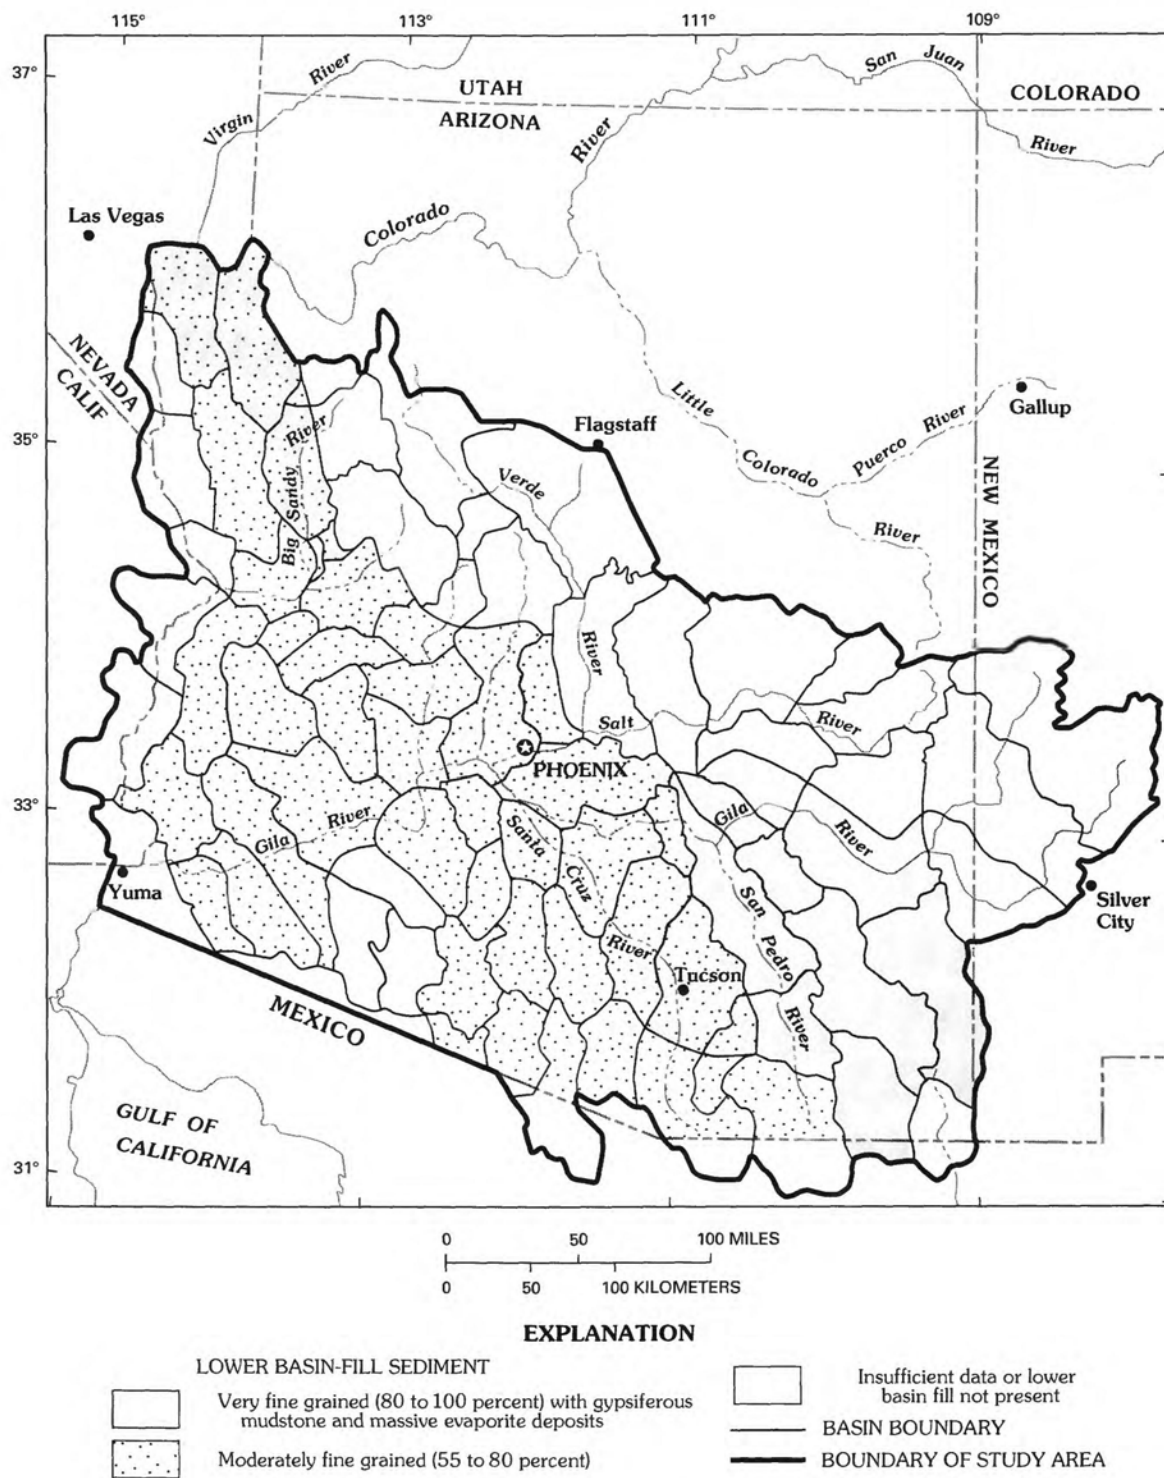 115° 113° 111° 109°
37°
River
San Juan
UTAH
COLORADO
ARIZONA
Virgin
River
River
Las Vegas
Colorado
NEVADA
CALIF
Gallup
Little
River
35°
Flagstaff
River
Puerco
Verde
Colorado
Sandy
NEW MEXICO
Big
River
River
Salt
River
PHOENIX
33°
Gila River
Santa
Gila
River
Cruz
Yuma
San
Silver
City
River
Pedro
Tucson
MEXICO
River
GULF OF
CALIFORNIA
31°
0 50 100 MILES
0 50 100 KILOMETERS
EXPLANATION
LOWER BASIN-FILL SEDIMENT
Very fine grained (80 to 100 percent) with gypsiferous
mudstone and massive evaporite deposits
Moderately fine grained (55 to 80 percent)
Insufficient data or lower
basin fill not present
BASIN BOUNDARY
BOUNDARY OF STUDY AREA